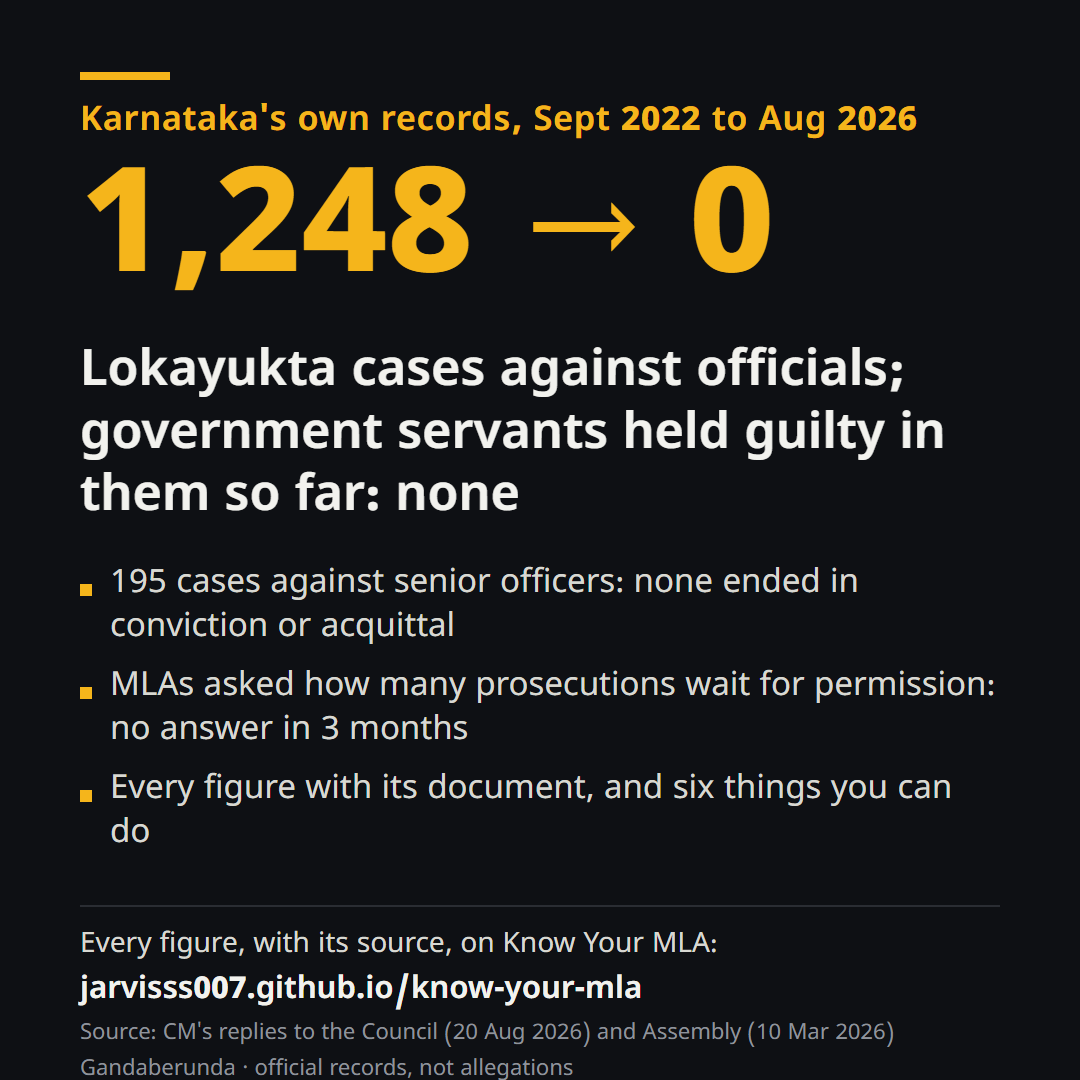 Karnataka's own records, Sept 2022 to Aug 2026
1,248 → 0
Lokayukta cases against officials;
government servants held guilty in
them so far: none
▪ 195 cases against senior officers: none ended in
conviction or acquittal
▪ MLAs asked how many prosecutions wait for permission:
no answer in 3 months
▪ Every figure with its document, and six things you can
do
Every figure, with its source, on Know Your MLA:
jarvisss007.github.io/know-your-mla
Source: CM's replies to the Council (20 Aug 2026) and Assembly (10 Mar 2026)
Gandaberunda · official records, not allegations